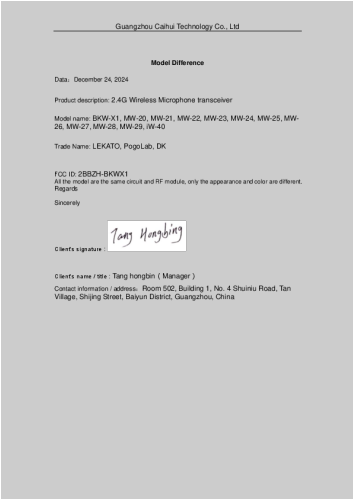 Guangzhou Caihui Technology Co., Ltd
Model Difference
Data： December 24, 2024
Product description: 2.4G Wireless Microphone transceiver
Model name: BKW-X1, MW-20, MW-21, MW-22, MW-23, MW-24, MW-25, MW-
26, MW-27, MW-28, MW-29, iW-40
Trade Name: LEKATO, PogoLab, DK
FCC ID: 2BBZH-BKWX1
All the model are the same circuit and RF module, only the appearance and color are different.
Regards
Sincerely
Tang Hongbing
Client's signature :
Client's name / title : Tang hongbin ( Manager )
Contact information / address： Room 502, Building 1, No. 4 Shuiniu Road, Tan
Village, Shijing Street, Baiyun District, Guangzhou, China